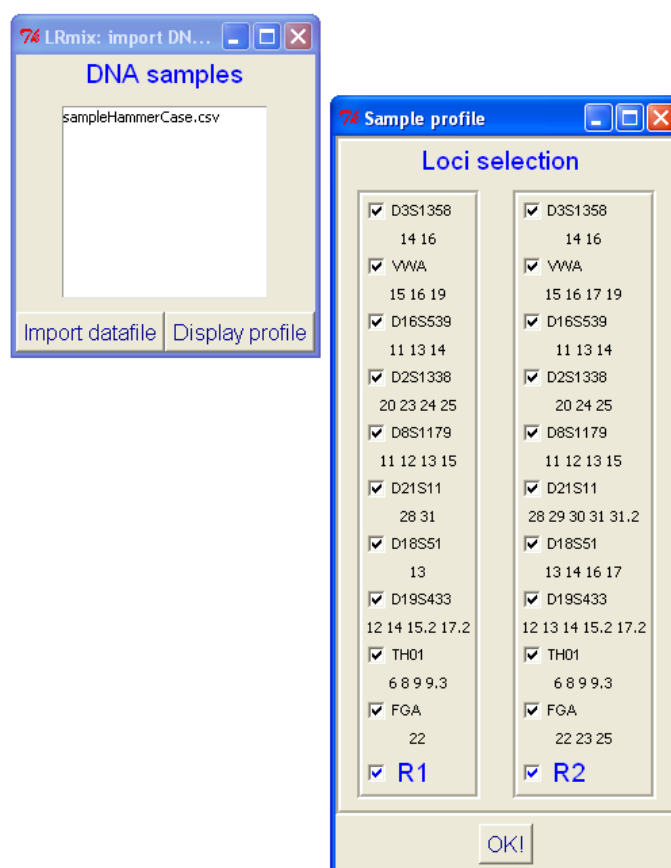 LRmix: import DN...
DNA samples
sampleHammerCase.csv
Import datafile
Display profile
Sample profile
Loci selection
D3S1358
14 16
VWA
15 16 19
D16S539
11 13 14
D2S1338
20 23 24 25
D8S1179
11 12 13 15
D21S11
28 31
D18S51
13
D19S433
12 14 15.2 17.2
TH01
6 8 9 9.3
FGA
22
R1
D3S1358
14 16
VWA
15 16 17 19
D16S539
11 13 14
D2S1338
20 24 25
D8S1179
11 12 13 15
D21S11
28 29 30 31 31.2
D18S51
13 14 16 17
D19S433
12 13 14 15.2 17.2
TH01
6 8 9 9.3
FGA
22 23 25
R2
OK!